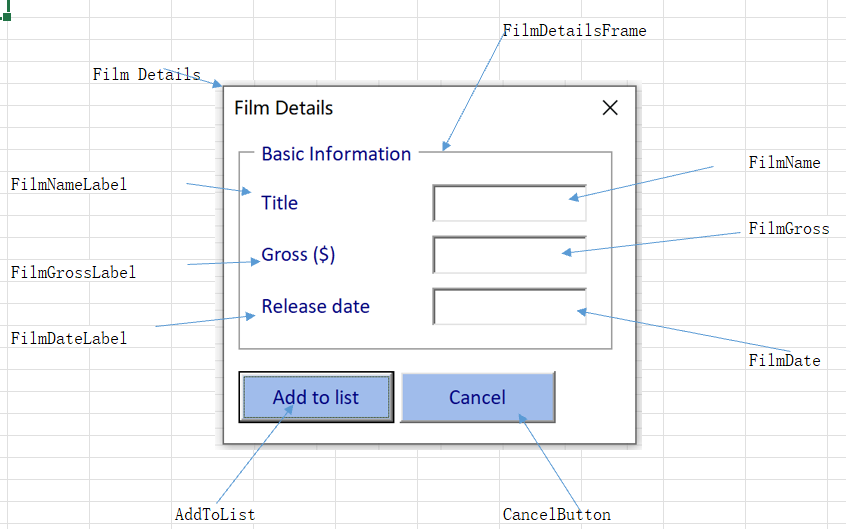 FilmDetailsFrame
Film Details
Film Details
Basic Information
FilmName
FilmNameLabel
Title
FilmGross
Gross ($)
FilmGrossLabel
Release date
FilmDateLabel
FilmDate
Add to list
Cancel
AddToList
CancelButton